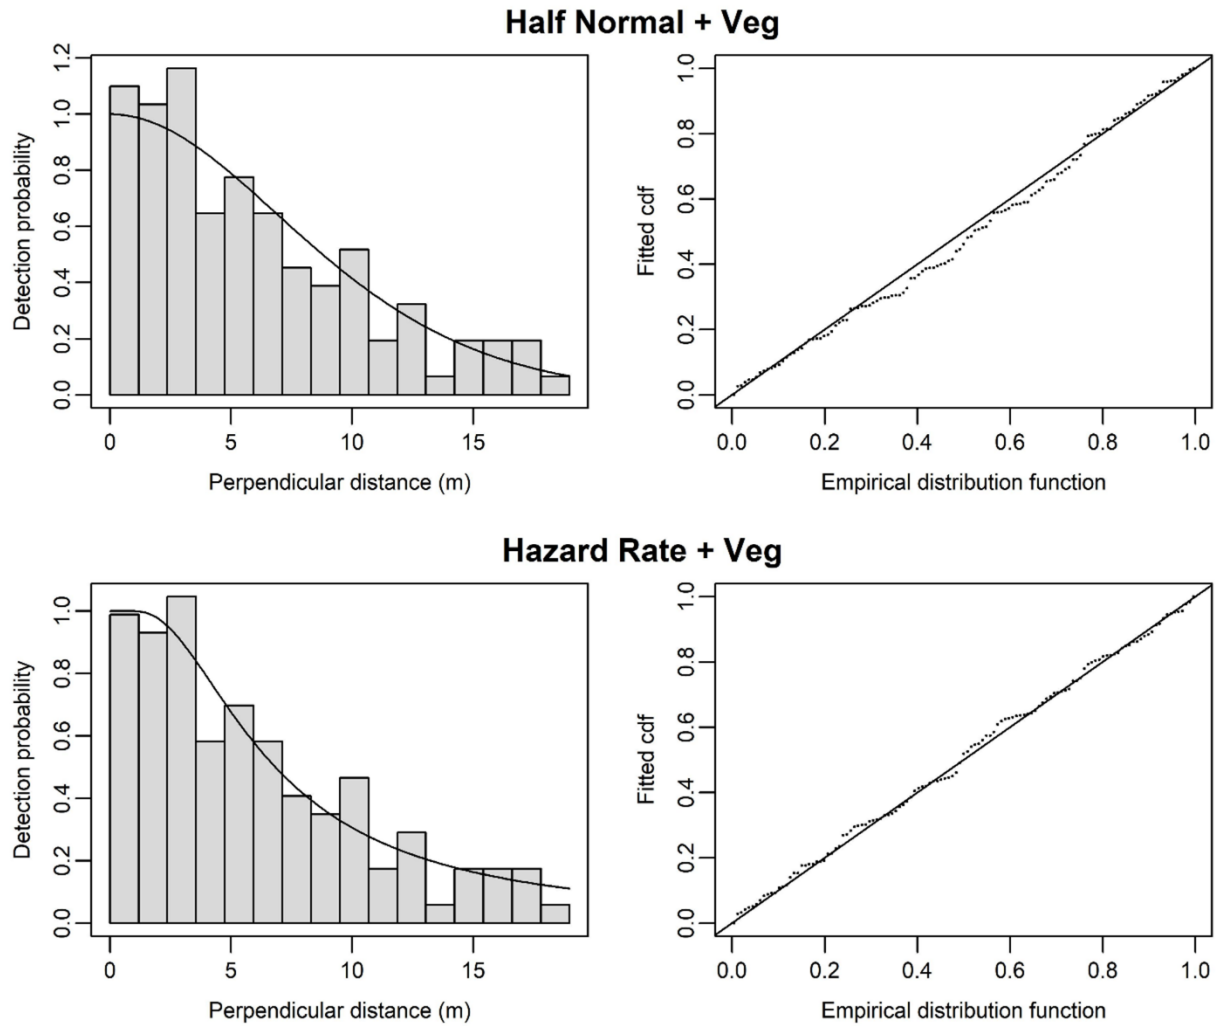 Half Normal + Veg
Detection probability
0.0 0.2 0.4 0.6 0.8 1.0 1.2
0 5 10 15
Perpendicular distance (m)
Fitted cdf
0.0 0.2 0.4 0.6 0.8 1.0
0.0 0.2 0.4 0.6 0.8 1.0
Empirical distribution function
Hazard Rate + Veg
Detection probability
0.0 0.2 0.4 0.6 0.8 1.0
0 5 10 15
Perpendicular distance (m)
Fitted cdf
0.0 0.2 0.4 0.6 0.8 1.0
0.0 0.2 0.4 0.6 0.8 1.0
Empirical distribution function